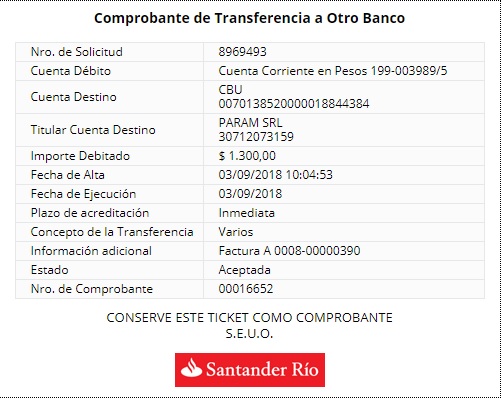 Comprobante de Transferencia a Otro Banco
Nro. de Solicitud 8969493
Cuenta Débito Cuenta Corriente en Pesos 199-003989/5
Cuenta Destino CBU
0070138520000018844384
Titular Cuenta Destino PARAM SRL
30712073159
Importe Debitado $ 1.300,00
Fecha de Alta 03/09/2018 10:04:53
Fecha de Ejecución 03/09/2018
Plazo de acreditación Inmediata
Concepto de la Transferencia Varios
Información adicional Factura A 0008-00000390
Estado Aceptada
Nro. de Comprobante 00016652
CONSERVE ESTE TICKET COMO COMPROBANTE
S.E.U.O.
Santander Río